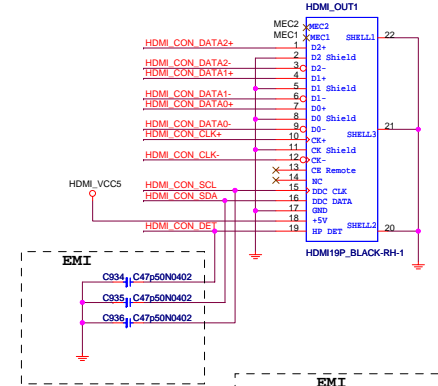 HDMI_OUT1
MEC2 MEC2
MEC1 MEC1 SHELL1 22
HDMI_CON_DATA2+ 1 D2+
2 D2 Shield
HDMI_CON_DATA2- 3 D2-
HDMI_CON_DATA1+ 4 D1+
5 D1 Shield
HDMI_CON_DATA1- 6 D1-
HDMI_CON_DATA0+ 7 D0+
8 D0 Shield
HDMI_CON_DATA0- 9 D0- SHELL3 21
HDMI_CON_CLK+ 10 CK+
11 CK Shield
HDMI_CON_CLK- 12 CK-
13 CE Remote
14 NC
HDMI_VCC5
HDMI_CON_SCL 15 DDC CLK
HDMI_CON_SDA 16 DDC DATA
17 GND
18 +5V
HDMI_CON_DET 19 HP DET SHELL2 20
HDMI19P_BLACK-RH-1
EMI
C934 C47p50N0402
C935 C47p50N0402
C936 C47p50N0402
EMI